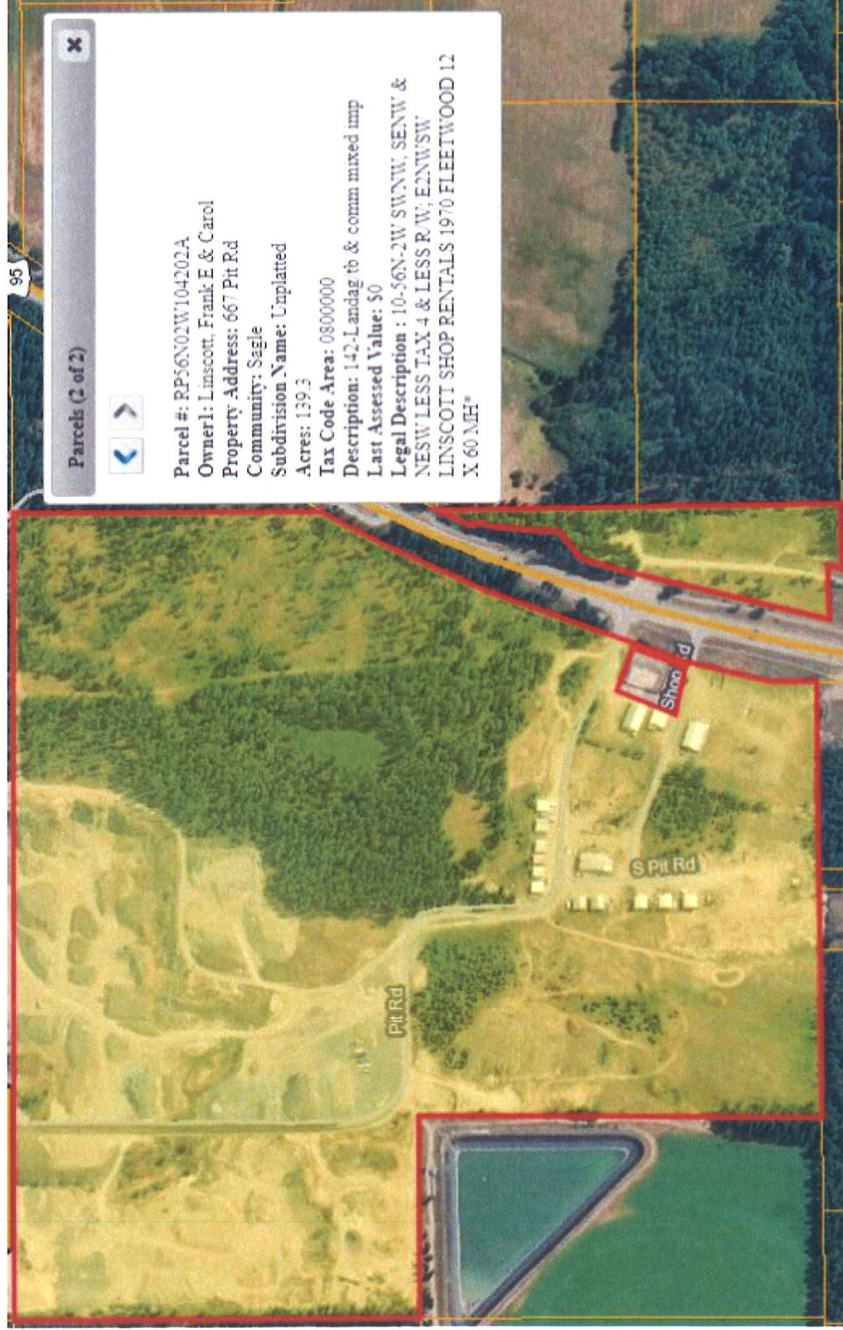 Parcels (2 of 2)
Parcel #: RP56N02W104202A
Owner1: Linscott, Frank E & Carol
Property Address: 667 Pit Rd
Community: Sagle
Subdivision Name: Unplatted
Acres: 139.3
Tax Code Area: 0800000
Description: 142-Landag tb & comm mixed imp
Last Assessed Value: $0
Legal Description : 10-56N-2W SWNW, SENW &
NESW LESS TAX 4 & LESS R/W; E2NWSW
LINSCOTT SHOP RENTALS 1970 FLEETWOOD 12
X 60 MH*
95
Pit Rd
S Pit Rd
Shop